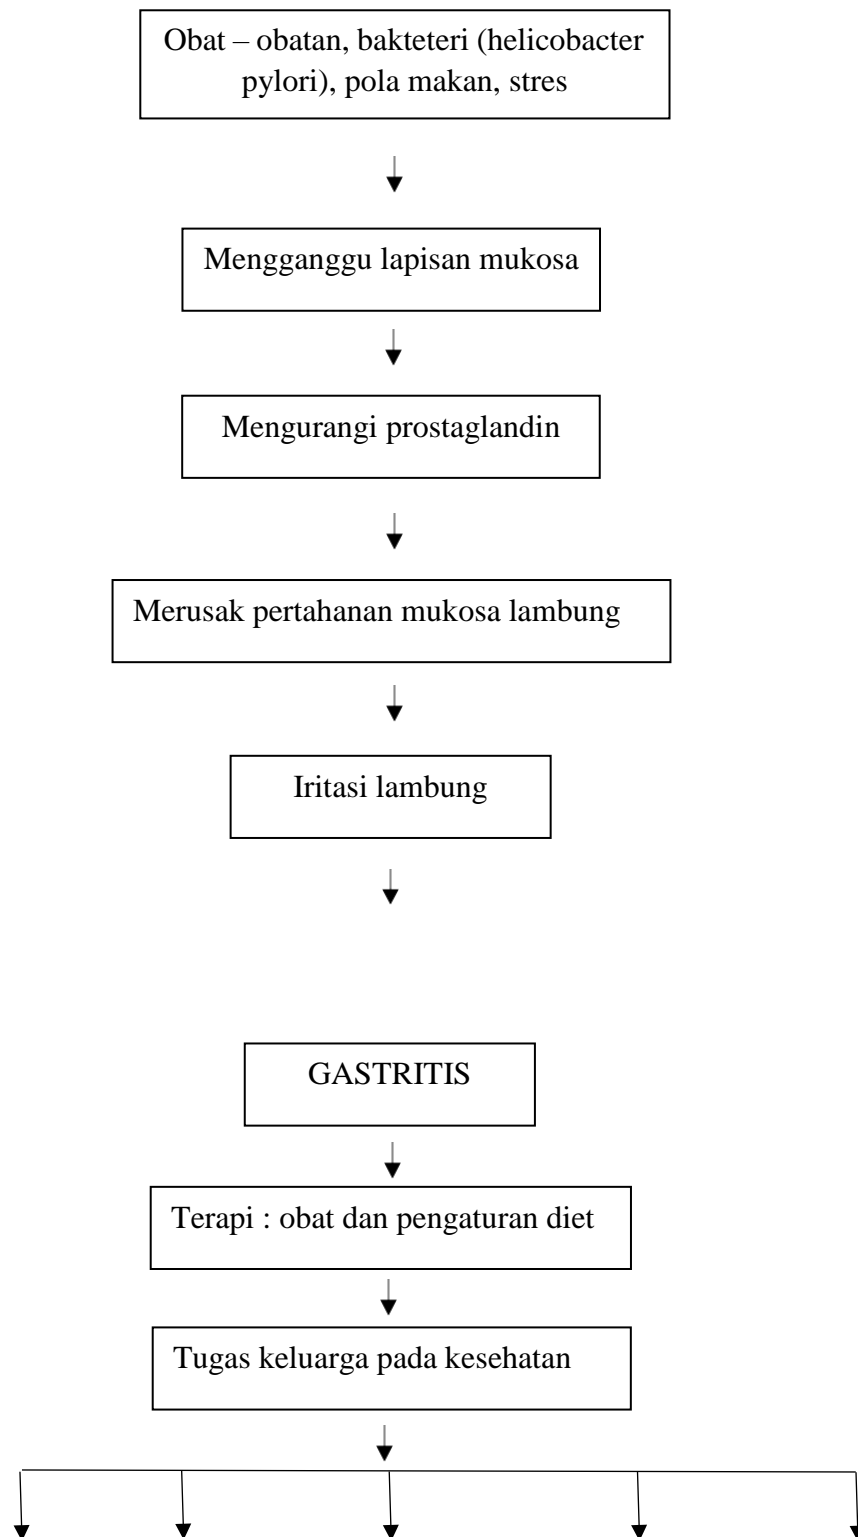 Obat – obatan, bakteteri (helicobacter
pylori), pola makan, stres
Mengganggu lapisan mukosa
Mengurangi prostaglandin
Merusak pertahanan mukosa lambung
Iritasi lambung
GASTRITIS
Terapi : obat dan pengaturan diet
Tugas keluarga pada kesehatan